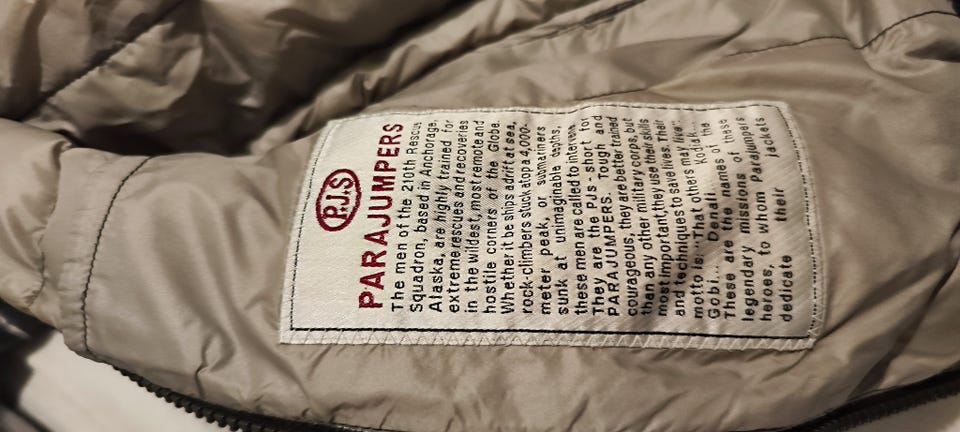 P.J.S
PARAJUMPERS
The men of the 210th Rescue
Squadron, based in Anchorage,
Alaska, are highly trained for
extreme rescues and recoveries
in the wildest, most remote and
hostile corners of the Globe.
Whether it be ships adrift at sea,
rock-climbers stuck atop a 4,000-
meter peak, or submariners
sunk at unimaginable depths,
these men are called to intervene.
They are the PJs - short for
PARAJUMPERS. Tough and
courageous, they are better trained
than any other military corps, but
most important, they use their skills
and techniques to save lives. Their
motto is: "That others may live"
Gobi... Denali... Kodiak...
These are the names of the
legendary missions of these
heroes, to whom Parajumpers
dedicate their jackets